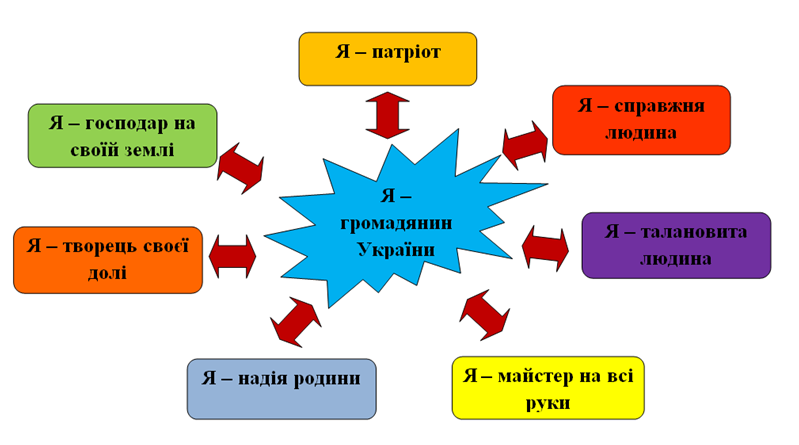 Я – патріот
Я – справжня
людина
Я – господар на
своїй землі
Я –
громадянин
України
Я – творець своєї
долі
Я – талановита
людина
Я – надія родини
Я – майстер на всі
руки